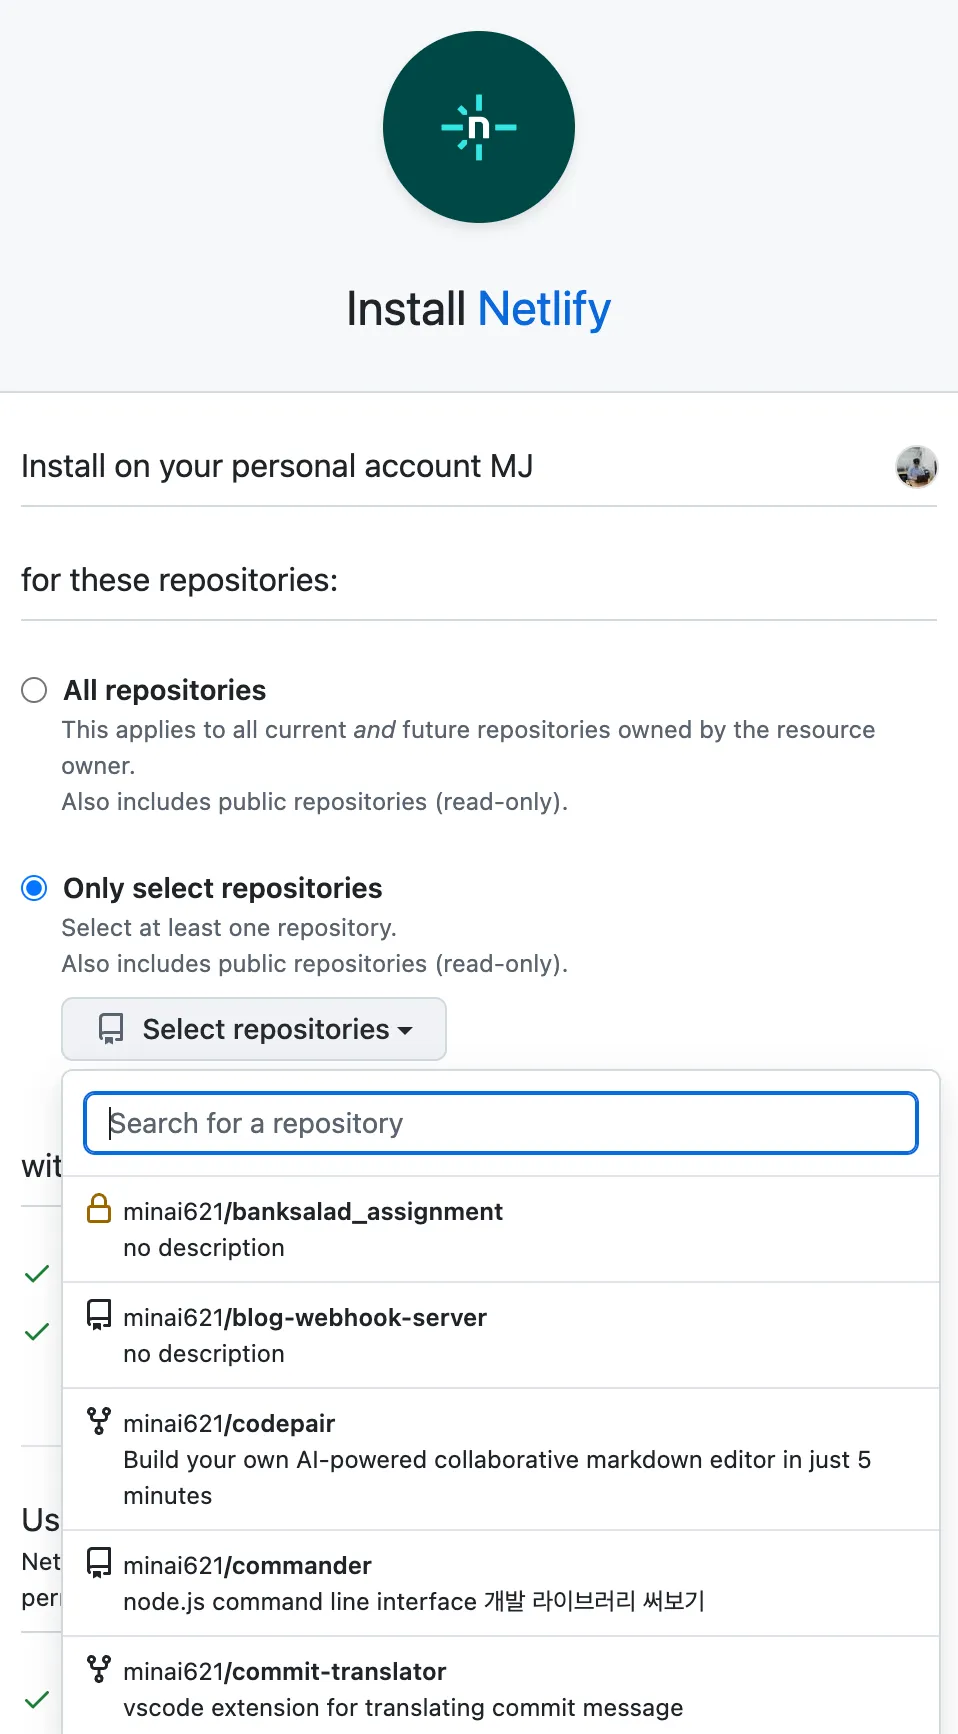 n
Install Netlify
Install on your personal account MJ
for these repositories:
All repositories
This applies to all current and future repositories owned by the resource
owner.
Also includes public repositories (read-only).
Only select repositories
Select at least one repository.
Also includes public repositories (read-only).
Select repositories
Search for a repository
wit
minai621/banksalad_assignment
no description
minai621/blog-webhook-server
no description
minai621/codepair
Build your own AI-powered collaborative markdown editor in just 5
minutes
Us
Net
per
minai621/commander
node.js command line interface 개발 라이브러리 써보기
minai621/commit-translator
vscode extension for translating commit message